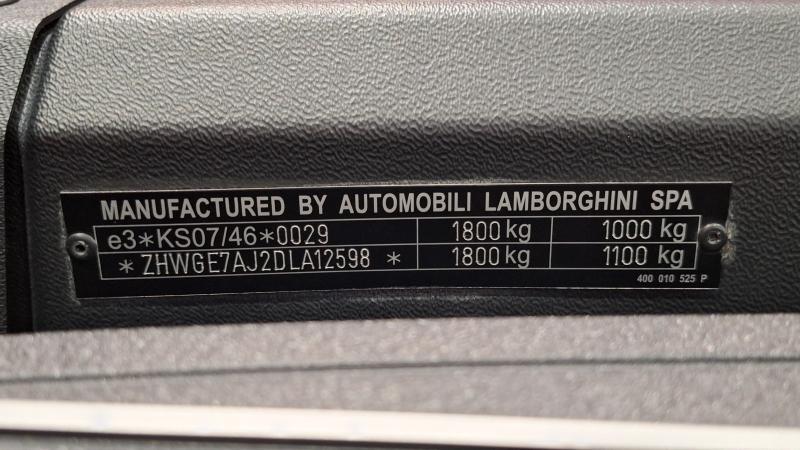 MANUFACTURED BY AUTOMOBILI LAMBORGHINI SPA
e3*KS07/46*0029 1800 kg 1000 kg
* ZHWGE7AJ2DLA12598 * 1800 kg 1100 kg
400 010 525 P